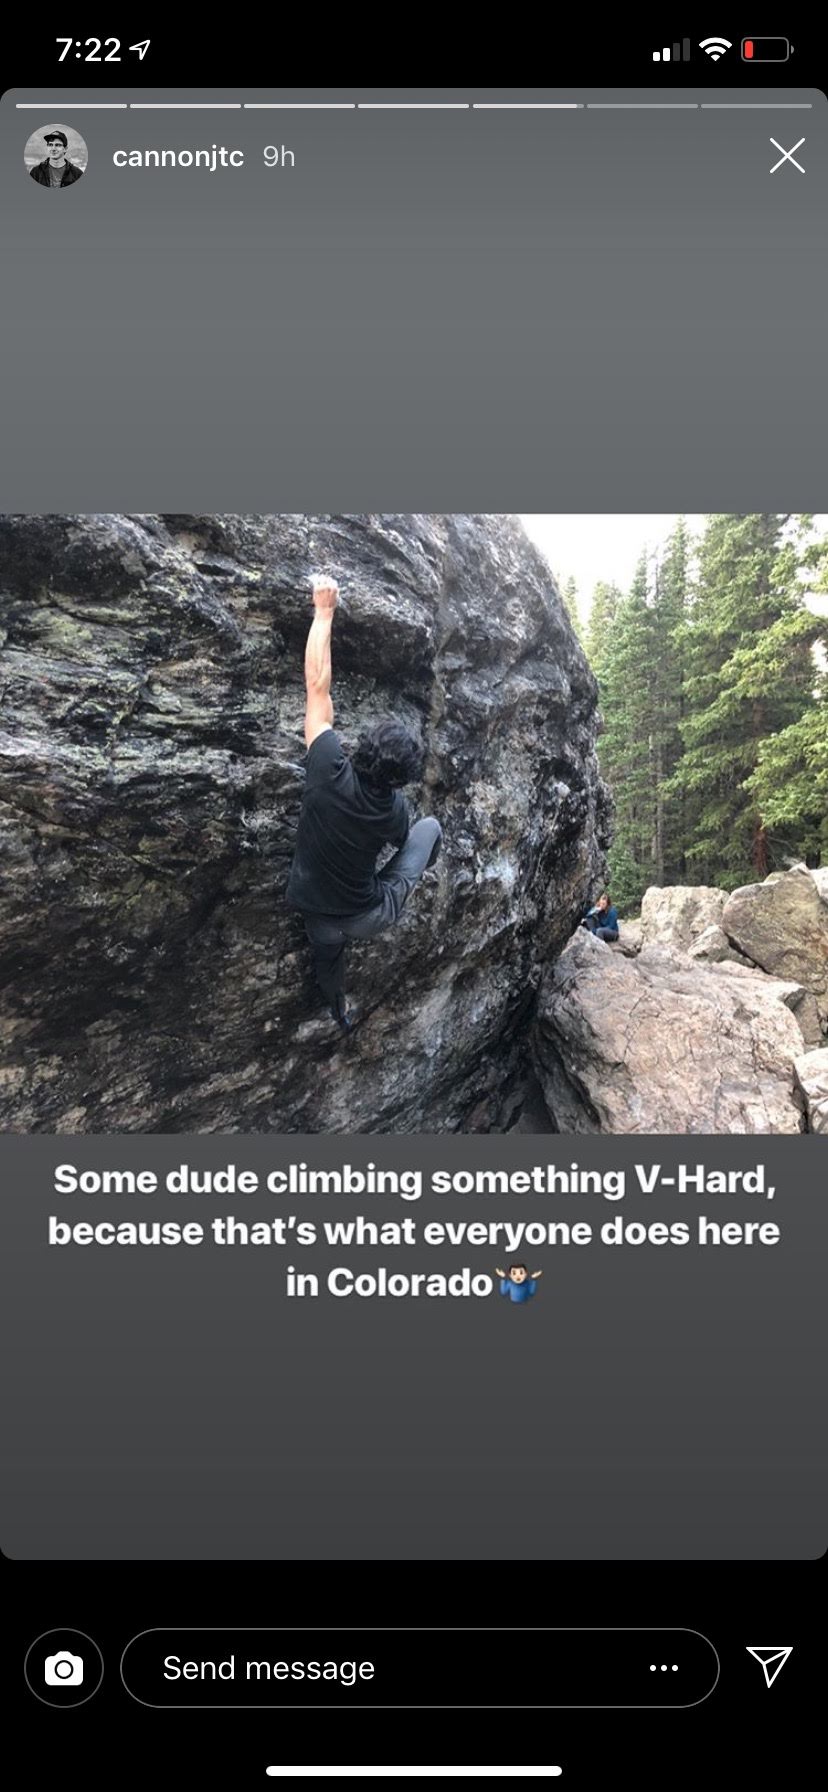 7:22
cannonjtc 9h
Some dude climbing something V-Hard,
because that's what everyone does here
in Colorado🤷🏻‍♂️
Send message